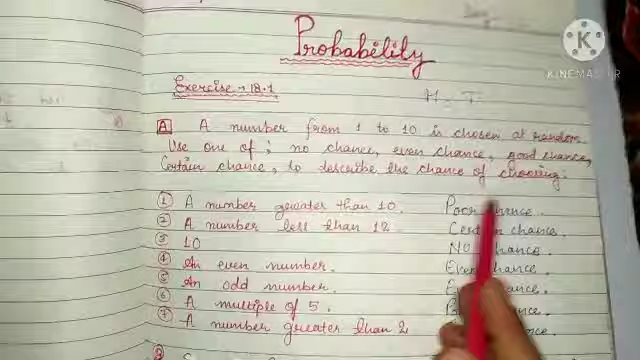 K
KINEMASTER
Probability
Exercise - 18.1
H T
A A number from 1 to 10 is chosen at random.
Use one of; no chance, even chance, good chance,
Certain chance, to describe the chance of choosing:
① A number greater than 10. Poor
② A number less than 12 chance.
③ 10 No chance.
④ An even number. Even chance.
⑤ An odd number. chance.
⑥ A multiple of 5. chance.
⑦ A number greater than 2